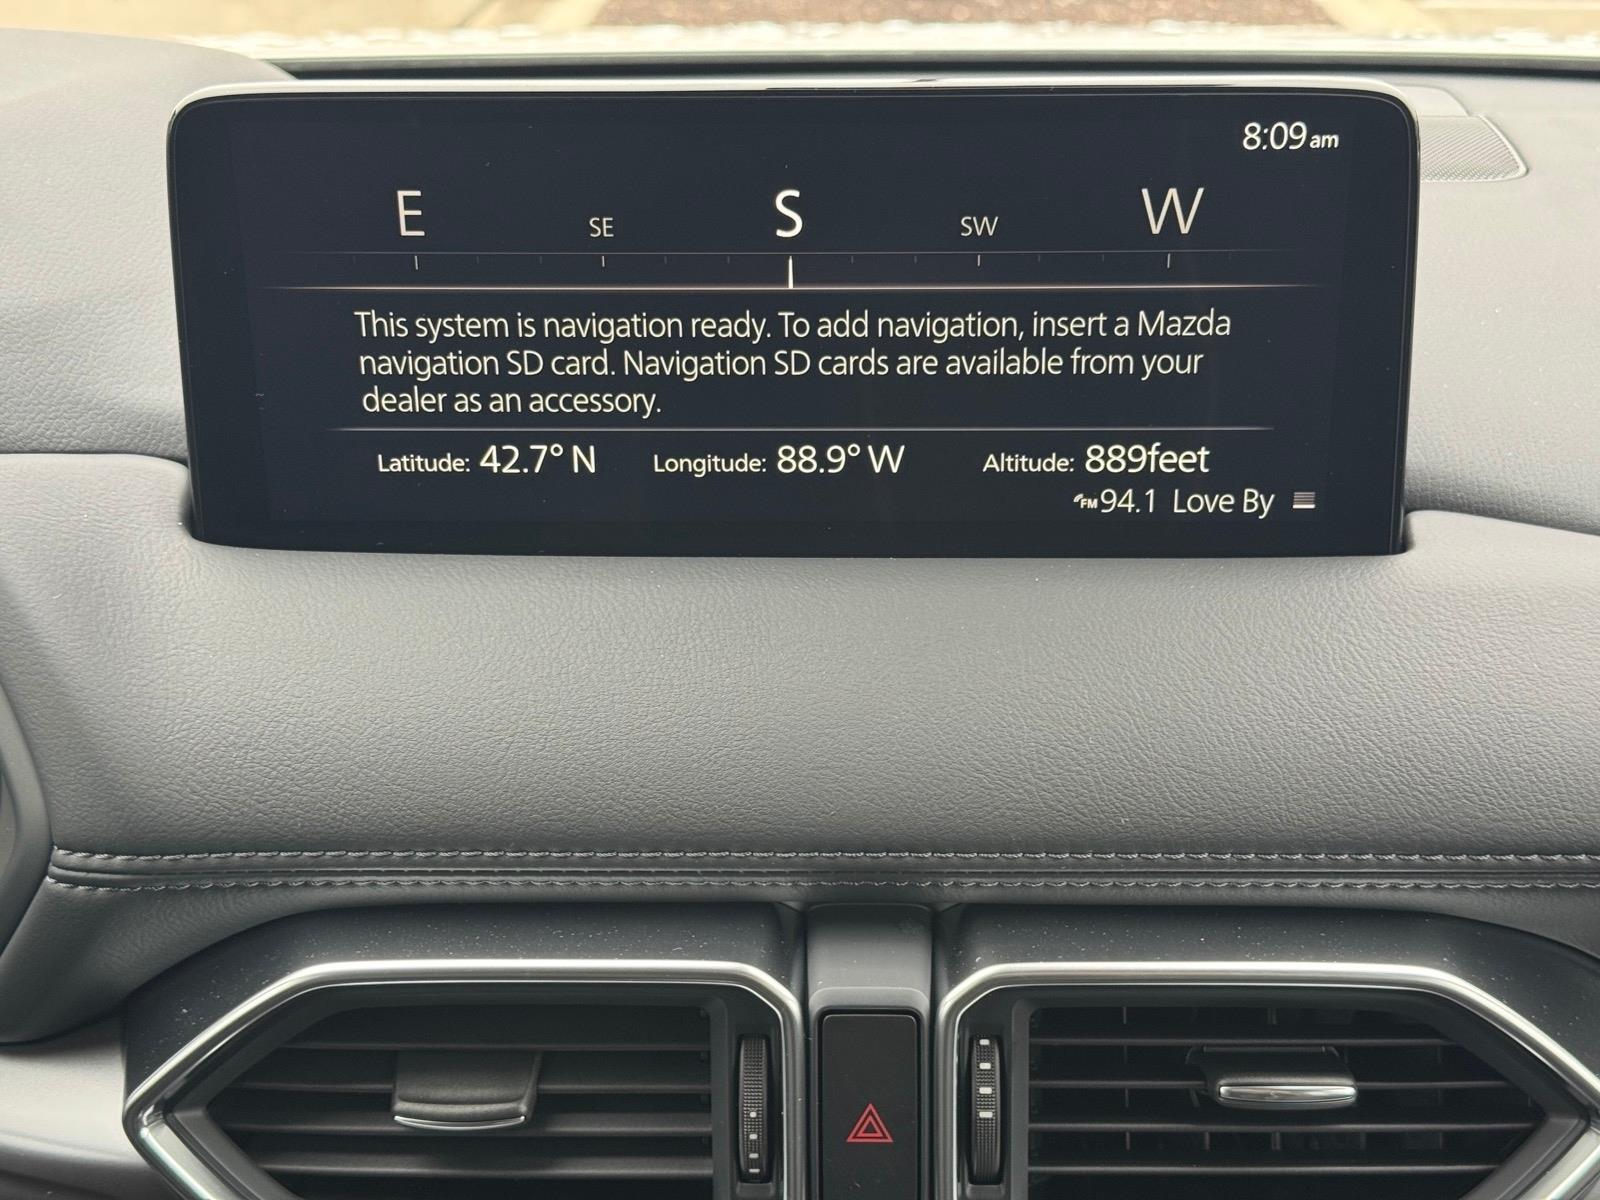 8:09 am
E SE S SW W
This system is navigation ready. To add navigation, insert a Mazda
navigation SD card. Navigation SD cards are available from your
dealer as an accessory.
Latitude: 42.7° N Longitude: 88.9° W Altitude: 889feet
FM 94.1 Love By